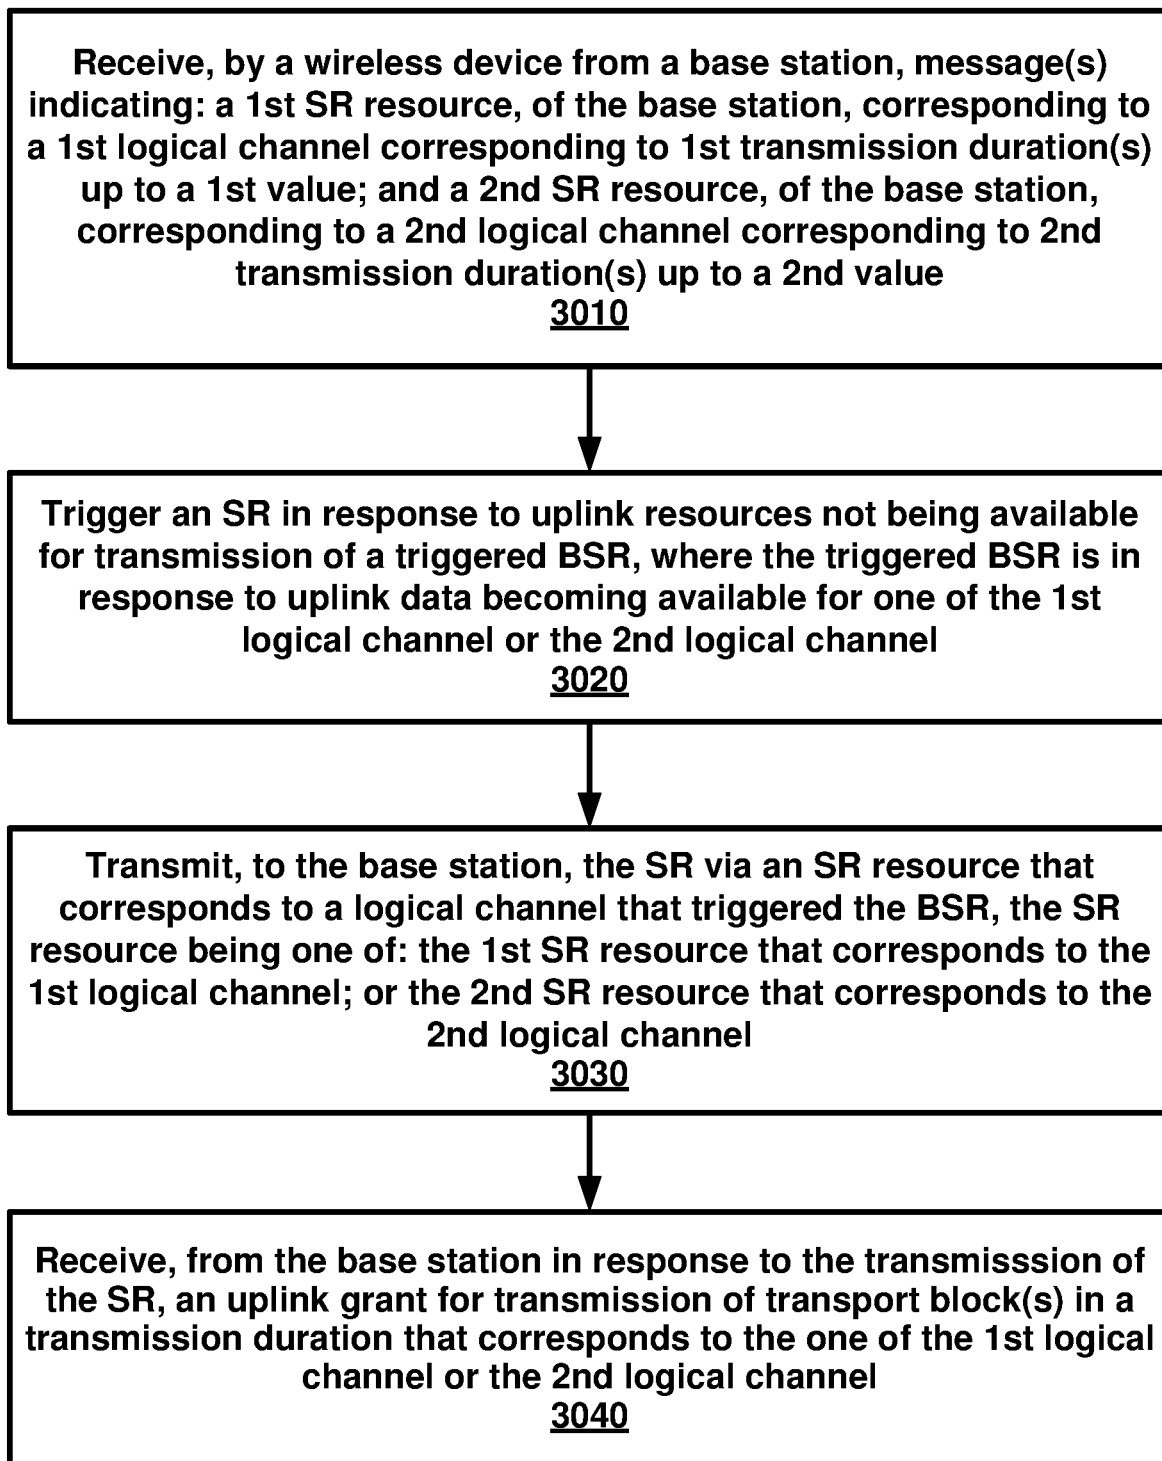 Receive, by a wireless device from a base station, message(s)
indicating: a 1st SR resource, of the base station, corresponding to
a 1st logical channel corresponding to 1st transmission duration(s)
up to a 1st value; and a 2nd SR resource, of the base station,
corresponding to a 2nd logical channel corresponding to 2nd
transmission duration(s) up to a 2nd value
3010
Trigger an SR in response to uplink resources not being available
for transmission of a triggered BSR, where the triggered BSR is in
response to uplink data becoming available for one of the 1st
logical channel or the 2nd logical channel
3020
Transmit, to the base station, the SR via an SR resource that
corresponds to a logical channel that triggered the BSR, the SR
resource being one of: the 1st SR resource that corresponds to the
1st logical channel; or the 2nd SR resource that corresponds to the
2nd logical channel
3030
Receive, from the base station in response to the transmisssion of
the SR, an uplink grant for transmission of transport block(s) in a
transmission duration that corresponds to the one of the 1st logical
channel or the 2nd logical channel
3040